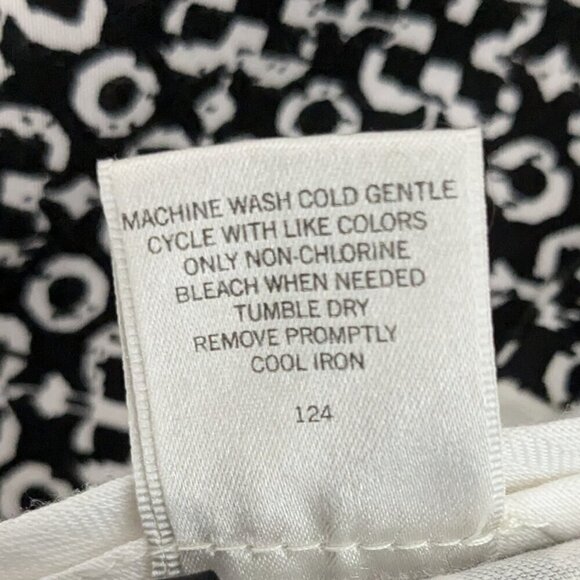 MACHINE WASH COLD GENTLE
CYCLE WITH LIKE COLORS
ONLY NON-CHLORINE
BLEACH WHEN NEEDED
TUMBLE DRY
REMOVE PROMPTLY
COOL IRON
124